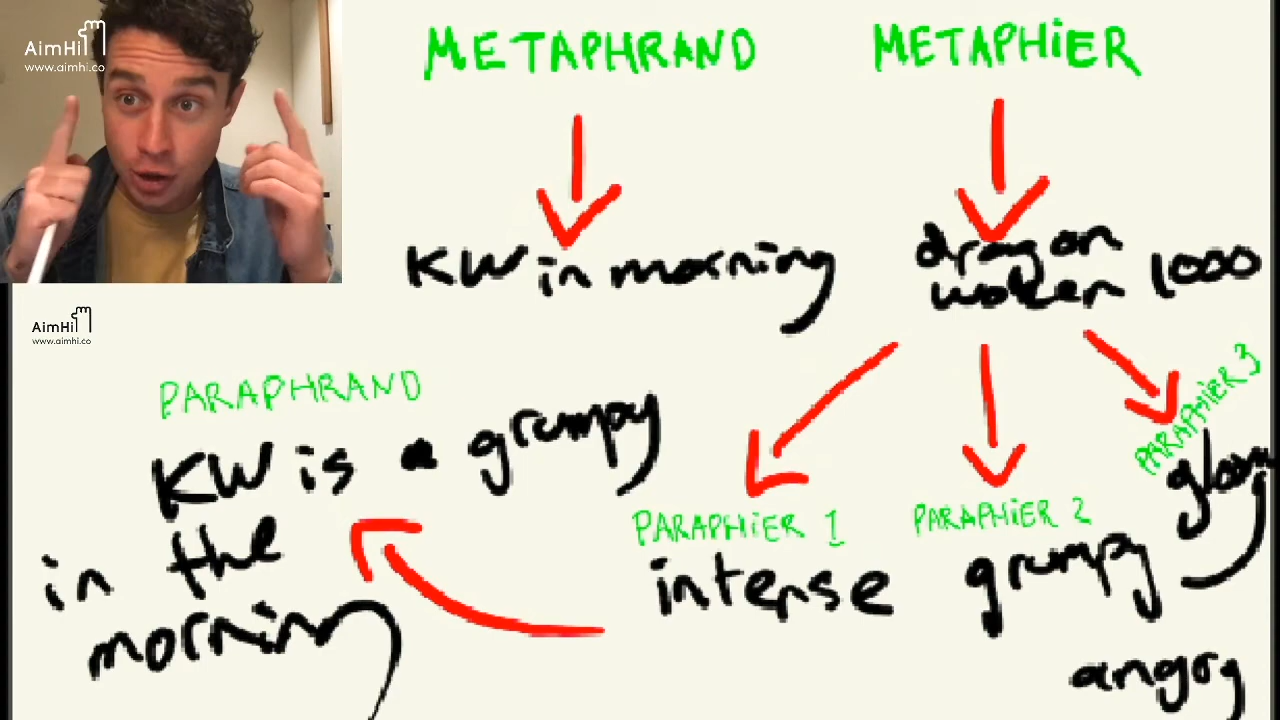 AimHi
www.aimhi.co
METAPHRAND
METAPHIER
KW in morning
dragon
woken 1000
AimHi
www.aimhi.co
PARAPHRAND
KW is a grumpy
in the
morning
PARAPHIER 1
intense
PARAPHIER 2
grumpy
angry
PARAPHIER 3